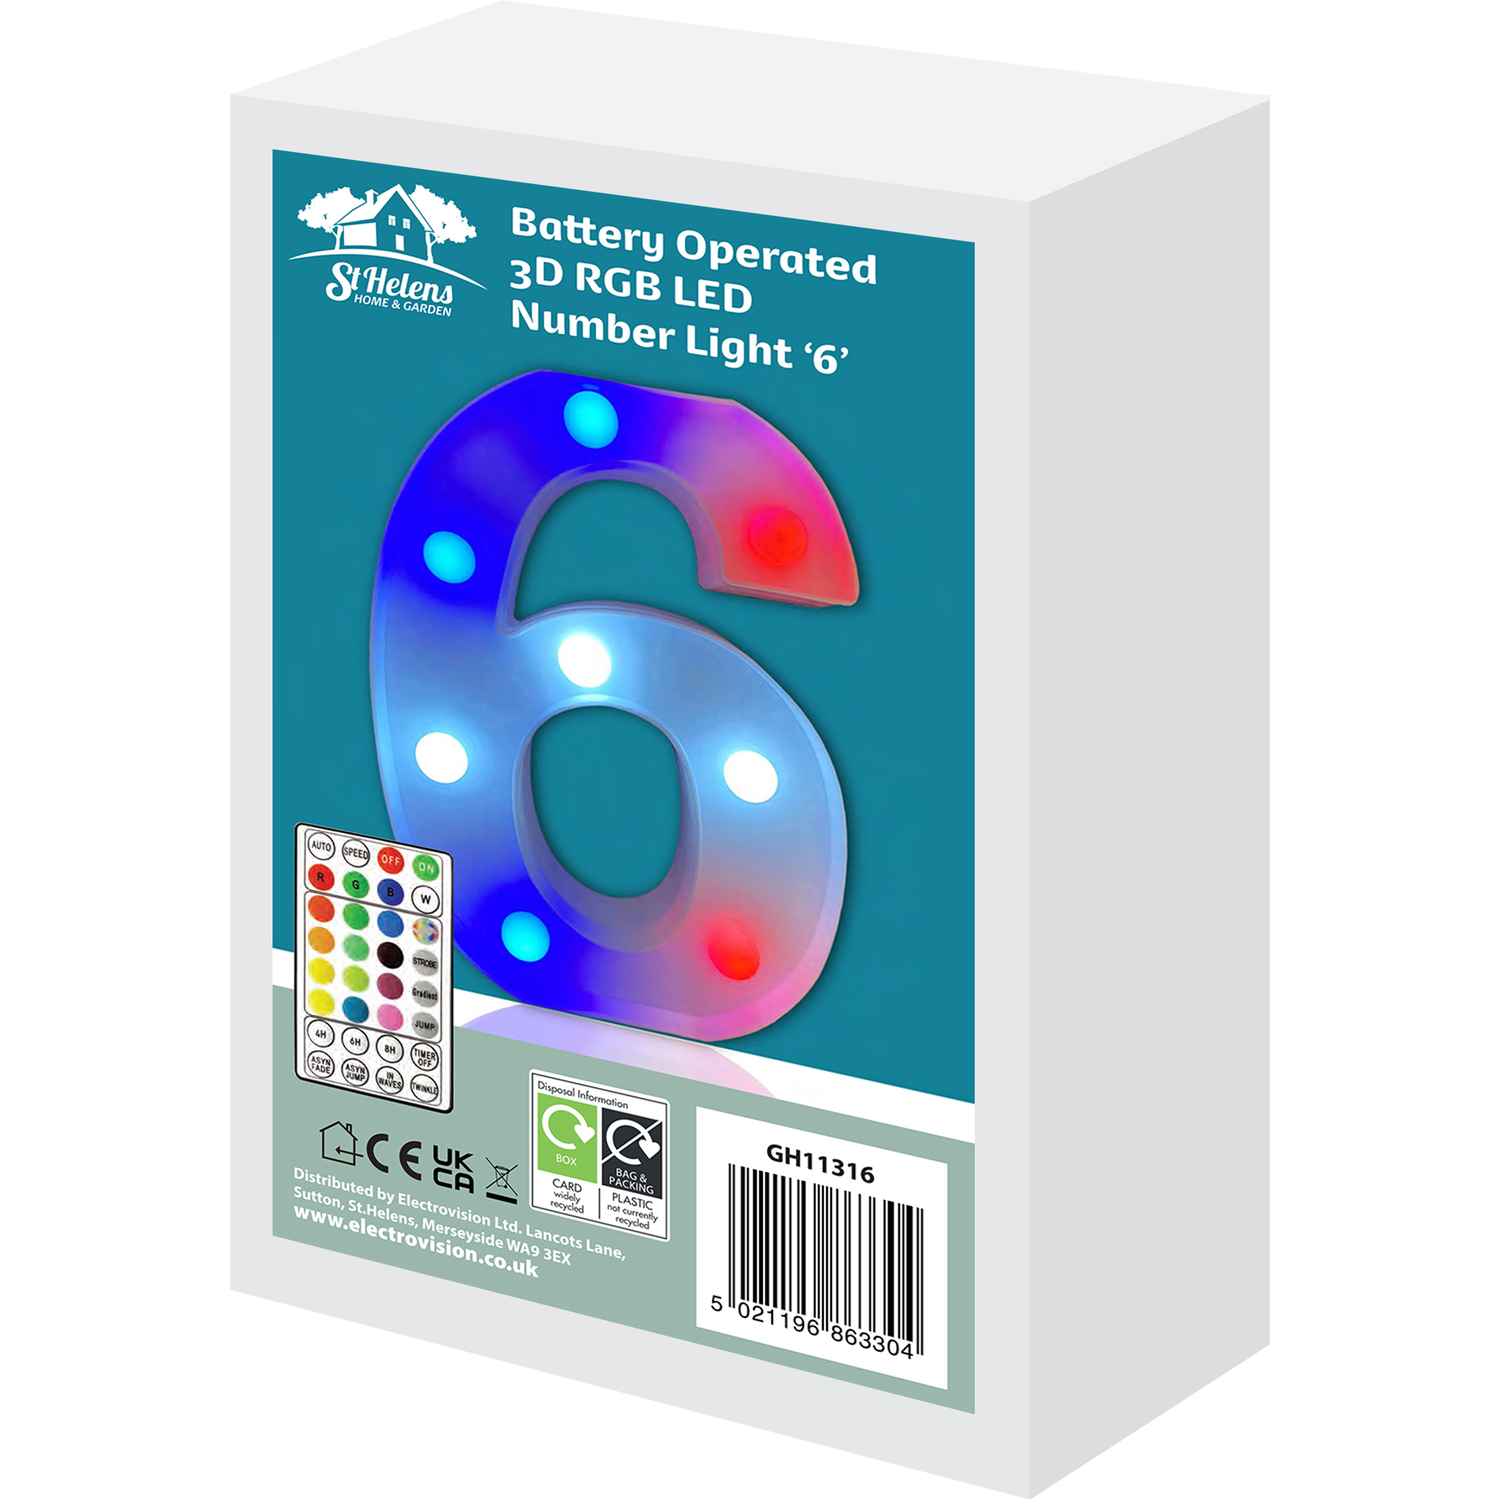 St Helens
HOME & GARDEN
Battery Operated
3D RGB LED
Number Light ‘6’
AUTO SPEED OFF ON
R G B W
STROBE
Gradient
JUMP
4H 6H 8H TIMER OFF
ASYN FADE ASYN JUMP IN WAVES TWINKLE
CE UK CA
Distributed by Electrovision Ltd. Lancots Lane,
Sutton, St.Helens, Merseyside WA9 3EX
www.electrovision.co.uk
Disposal Information
BOX
CARD
widely
recycled
BAG &
PACKING
PLASTIC
not currently
recycled
GH11316
5 021196 863304